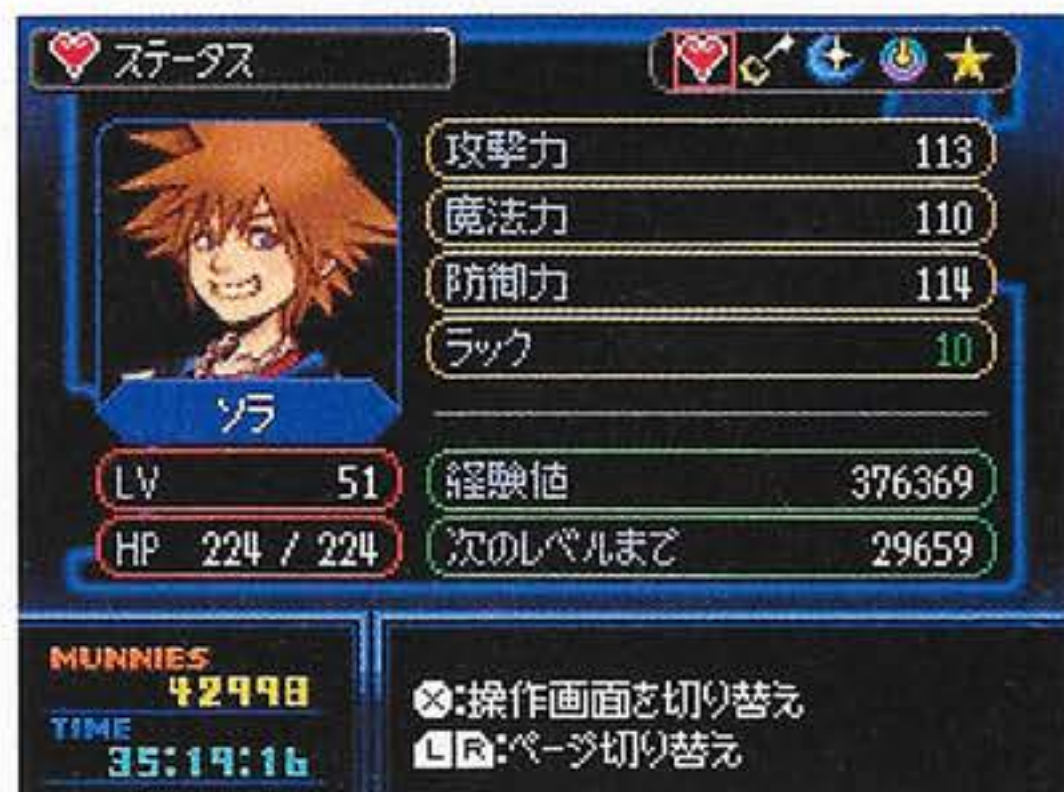 ステータス
攻撃力 113
魔法力 110
防御力 114
ラック 10
ソラ
LV 51
HP 224 / 224
経験値 376369
次のレベルまで 29659
MUNNIES
42998
TIME
35:19:16
Ⓧ:操作画面を切り替え
L R:ページ切り替え